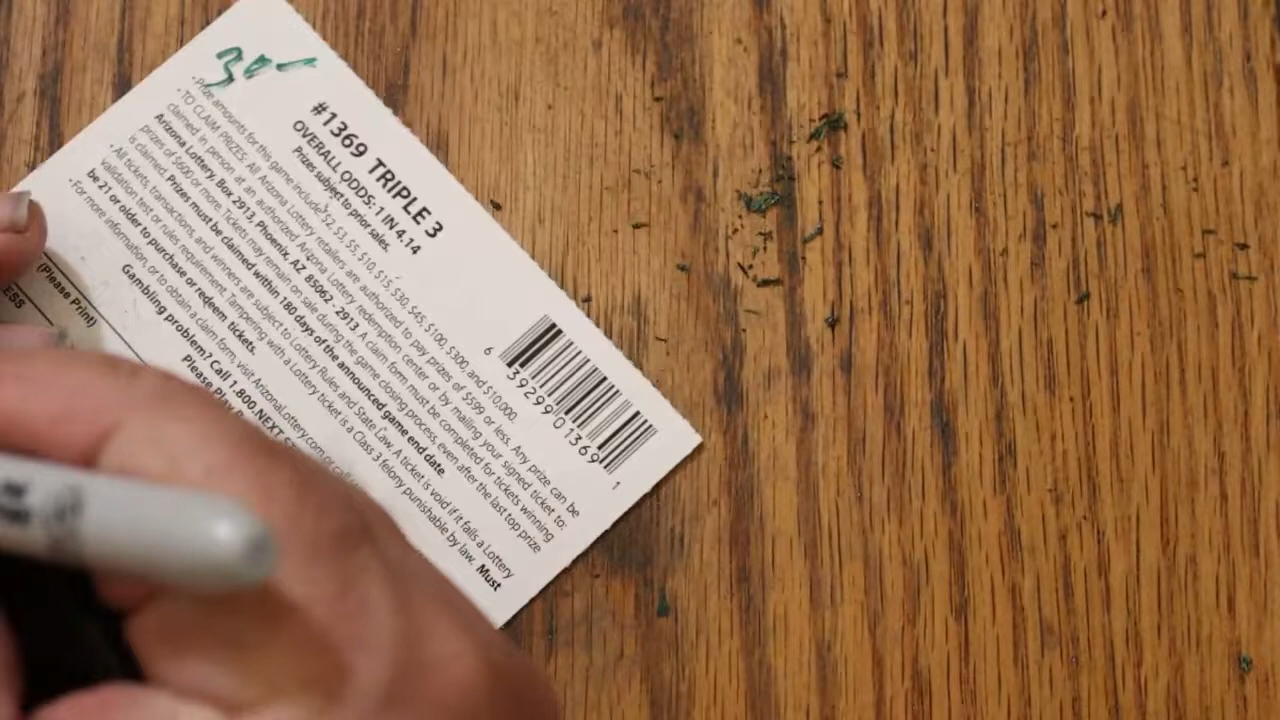 30-
#1369 TRIPLE 3
OVERALL ODDS: 1 IN 4.14
Prizes subject to prior sales.
•Prize amounts for this game include: $2, $3, $5, $10, $15, $30, $45, $100, $300, and $10,000.
•TO CLAIM PRIZES: All Arizona Lottery retailers are authorized to pay prizes of $599 or less. Any prize can be
claimed in person at an authorized Arizona Lottery redemption center or by mailing your signed ticket to:
Arizona Lottery, Box 2913, Phoenix, AZ 85062, 2913. A claim form must be completed for tickets winning
prizes of $600 or more. Tickets may remain on sale during the game closing process, even after the last top prize
is claimed. Prizes must be claimed within 180 days of the announced game end date.
•All tickets, transactions, and winners are subject to Lottery Rules and State Law. A ticket is void if it fails a Lottery
validation test or rules requirement. Tampering with a Lottery ticket is a Class 3 felony punishable by law. Must
be 21 or older to purchase or redeem tickets.
•For more information, or to obtain a claim form, visit ArizonaLottery.com or call
Gambling problem? Call 1.800.NEXT
Please Play
6 39299 01369 1
(Please Print)
ESS